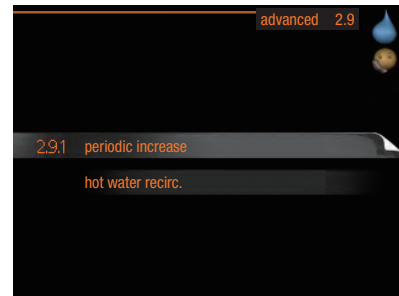 advanced 2.9
2.9.1 periodic increase
hot water recirc.